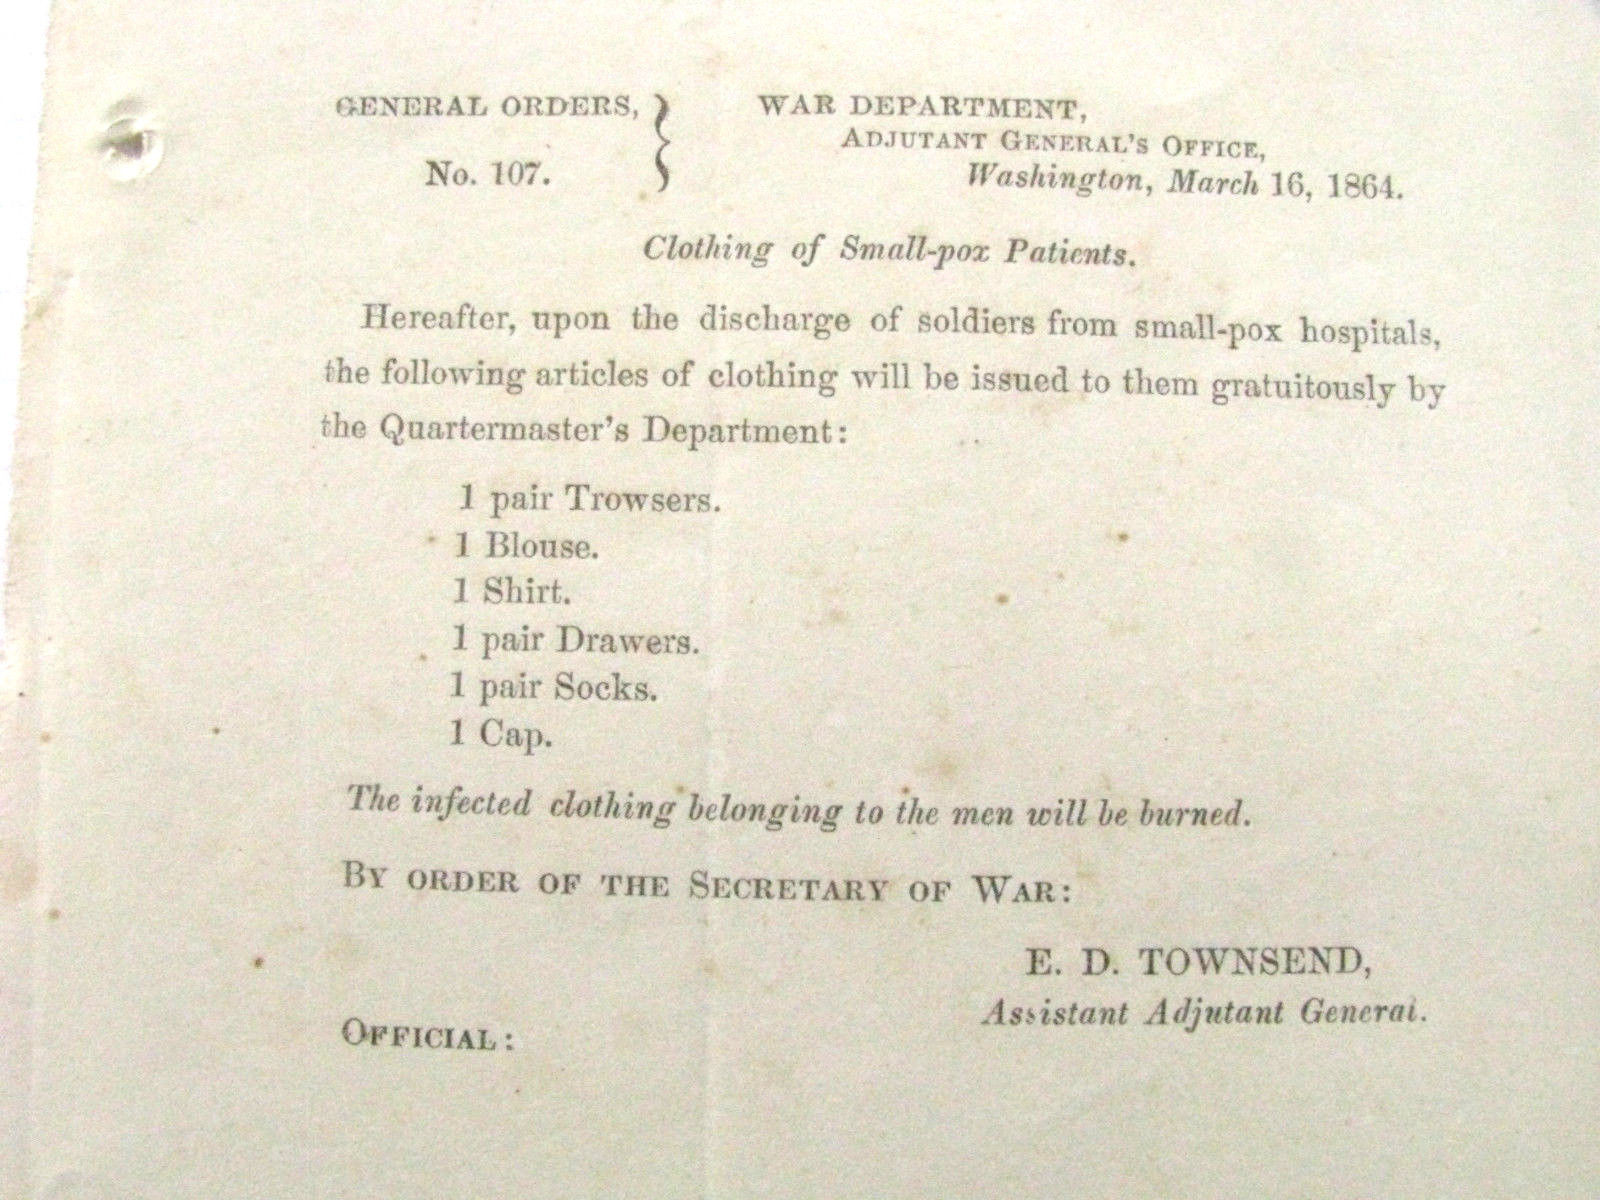 GENERAL ORDERS,
No. 107.
WAR DEPARTMENT,
ADJUTANT GENERAL'S OFFICE,
Washington, March 16, 1864.
Clothing of Small-pox Patients.
Hereafter, upon the discharge of soldiers from small-pox hospitals,
the following articles of clothing will be issued to them gratuitously by
the Quartermaster's Department:
1 pair Trowsers.
1 Blouse.
1 Shirt.
1 pair Drawers.
1 pair Socks.
1 Cap.
The infected clothing belonging to the men will be burned.
BY ORDER OF THE SECRETARY OF WAR:
E. D. TOWNSEND,
Assistant Adjutant General.
OFFICIAL: